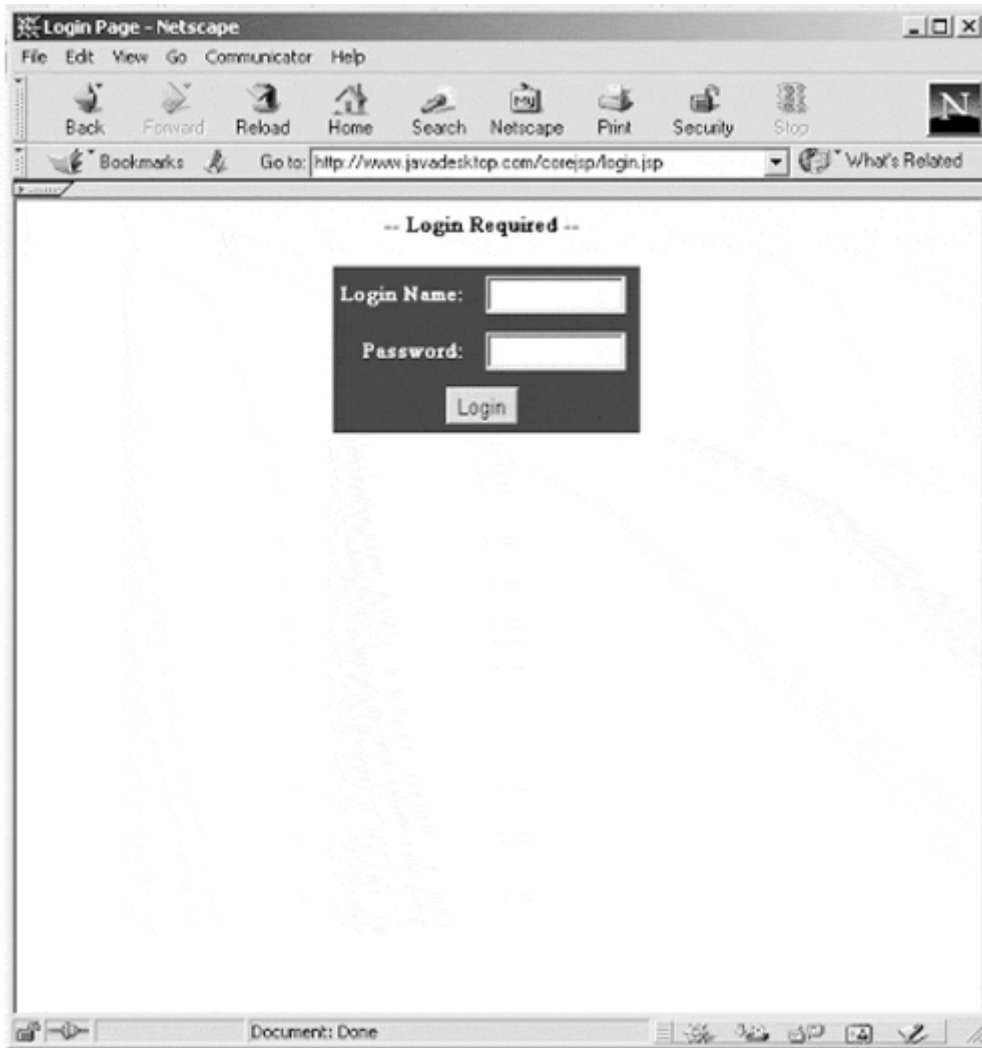 Login Page - Netscape
File Edit View Go Communicator Help
Back Forward Reload Home Search Netscape Print Security Stop
My
N
Bookmarks Go to: http://www.javadesktop.com/corejsp/login.jsp What's Related
-- Login Required --
Login Name:
Password:
Login
Document: Done